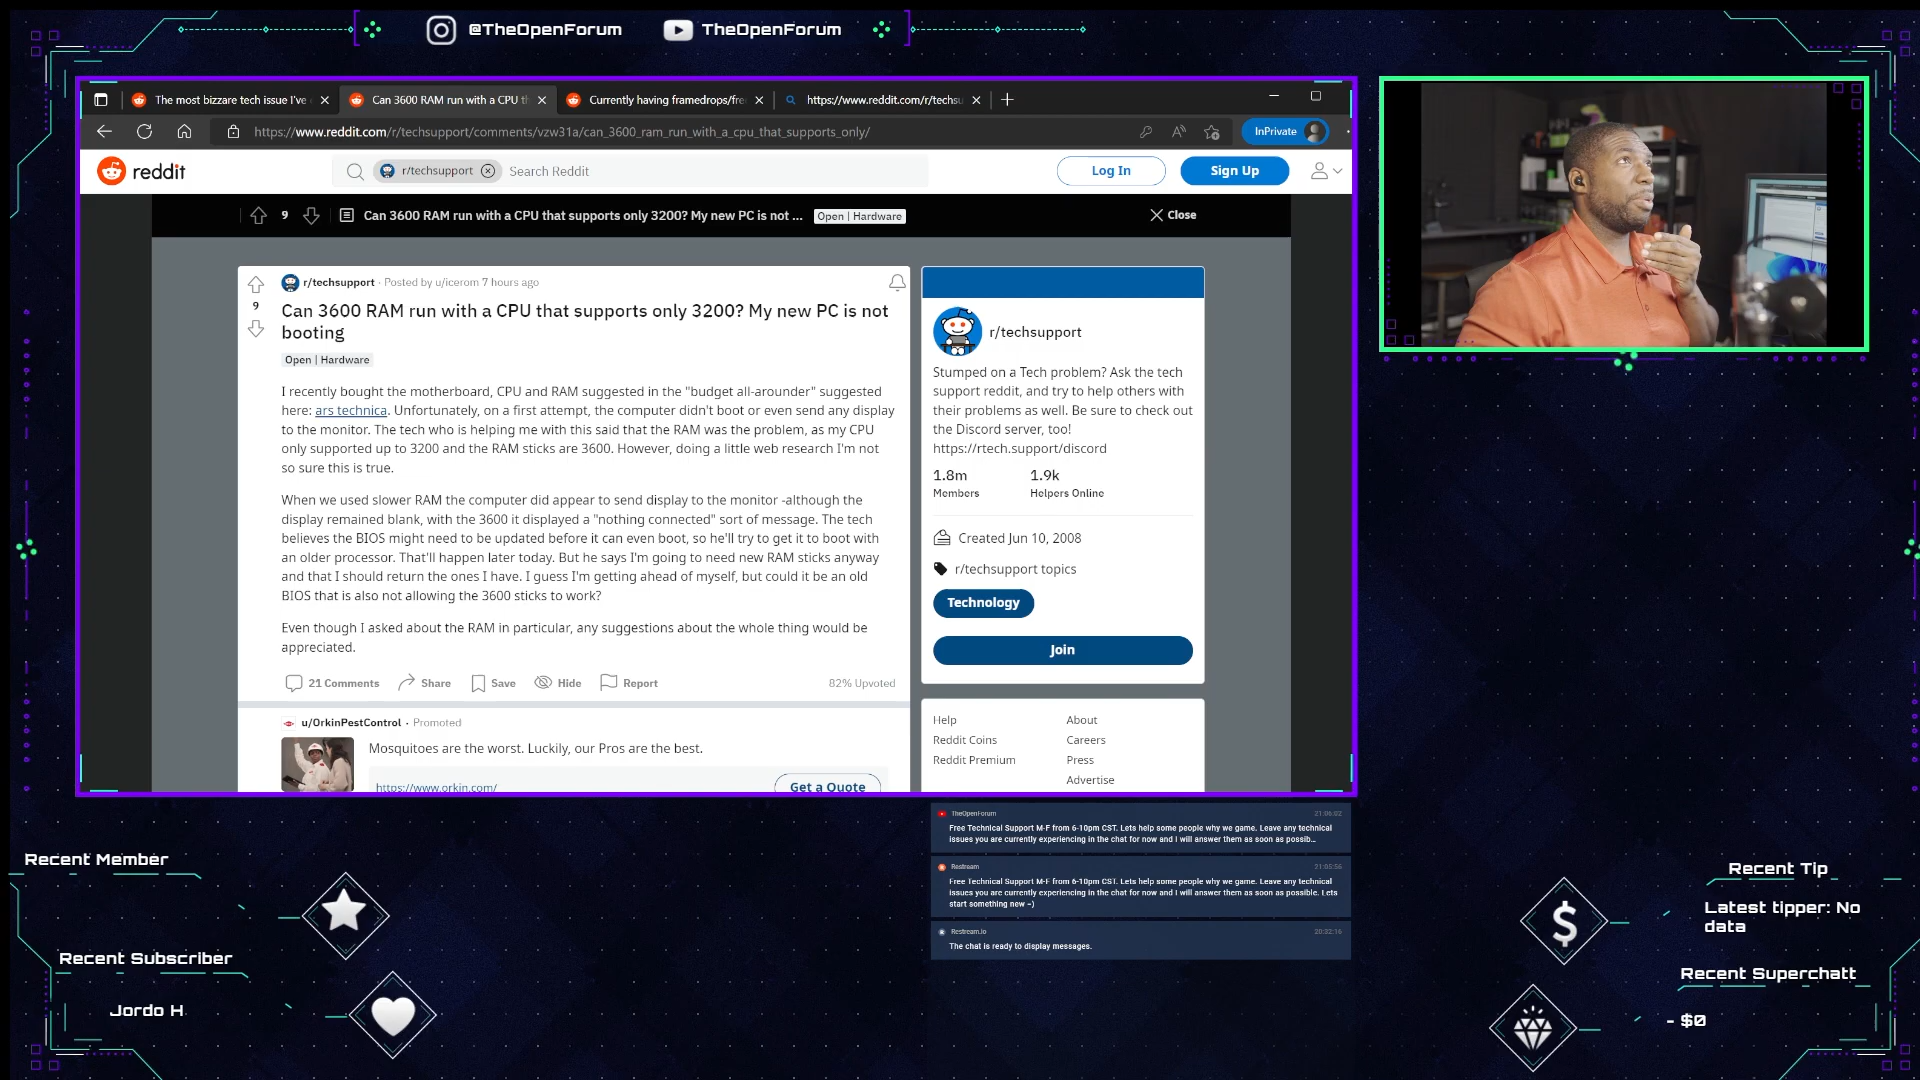 @TheOpenForum
TheOpenForum
The most bizzare tech issue I've
Can 3600 RAM run with a CPU th
Currently having framedrops/fre
https://www.reddit.com/r/techsu
https://www.reddit.com/r/techsupport/comments/vzw31a/can_3600_ram_run_with_a_cpu_that_supports_only/
InPrivate
reddit
r/techsupport
Search Reddit
Log In
Sign Up
9
Can 3600 RAM run with a CPU that supports only 3200? My new PC is not ...
Open | Hardware
Close
r/techsupport · Posted by u/icerom 7 hours ago
9
Can 3600 RAM run with a CPU that supports only 3200? My new PC is not
booting
Open | Hardware
I recently bought the motherboard, CPU and RAM suggested in the "budget all-arounder" suggested
here: ars technica. Unfortunately, on a first attempt, the computer didn't boot or even send any display
to the monitor. The tech who is helping me with this said that the RAM was the problem, as my CPU
only supported up to 3200 and the RAM sticks are 3600. However, doing a little web research I'm not
so sure this is true.
When we used slower RAM the computer did appear to send display to the monitor -although the
display remained blank, with the 3600 it displayed a "nothing connected" sort of message. The tech
believes the BIOS might need to be updated before it can even boot, so he'll try to get it to boot with
an older processor. That'll happen later today. But he says I'm going to need new RAM sticks anyway
and that I should return the ones I have. I guess I'm getting ahead of myself, but could it be an old
BIOS that is also not allowing the 3600 sticks to work?
Even though I asked about the RAM in particular, any suggestions about the whole thing would be
appreciated.
21 Comments
Share
Save
Hide
Report
82% Upvoted
u/OrkinPestControl · Promoted
Mosquitoes are the worst. Luckily, our Pros are the best.
https://www.orkin.com/
Get a Quote
r/techsupport
Stumped on a Tech problem? Ask the tech
support reddit, and try to help others with
their problems as well. Be sure to check out
the Discord server, too!
https://rtech.support/discord
1.8m
Members
1.9k
Helpers Online
Created Jun 10, 2008
r/techsupport topics
Technology
Join
Help
About
Reddit Coins
Careers
Reddit Premium
Press
Advertise
TheOpenForum
21:06:02
Free Technical Support M-F from 6-10pm CST. Lets help some people why we game. Leave any technical
issues you are currently experiencing in the chat for now and I will answer them as soon as possib...
Restream
21:05:56
Free Technical Support M-F from 6-10pm CST. Lets help some people why we game. Leave any technical
issues you are currently experiencing in the chat for now and I will answer them as soon as possible. Lets
start something new =)
Restream.io
20:32:16
The chat is ready to display messages.
Recent Member
Recent Subscriber
Jordo H
Recent Tip
Latest tipper: No
data
Recent Superchatt
- $0